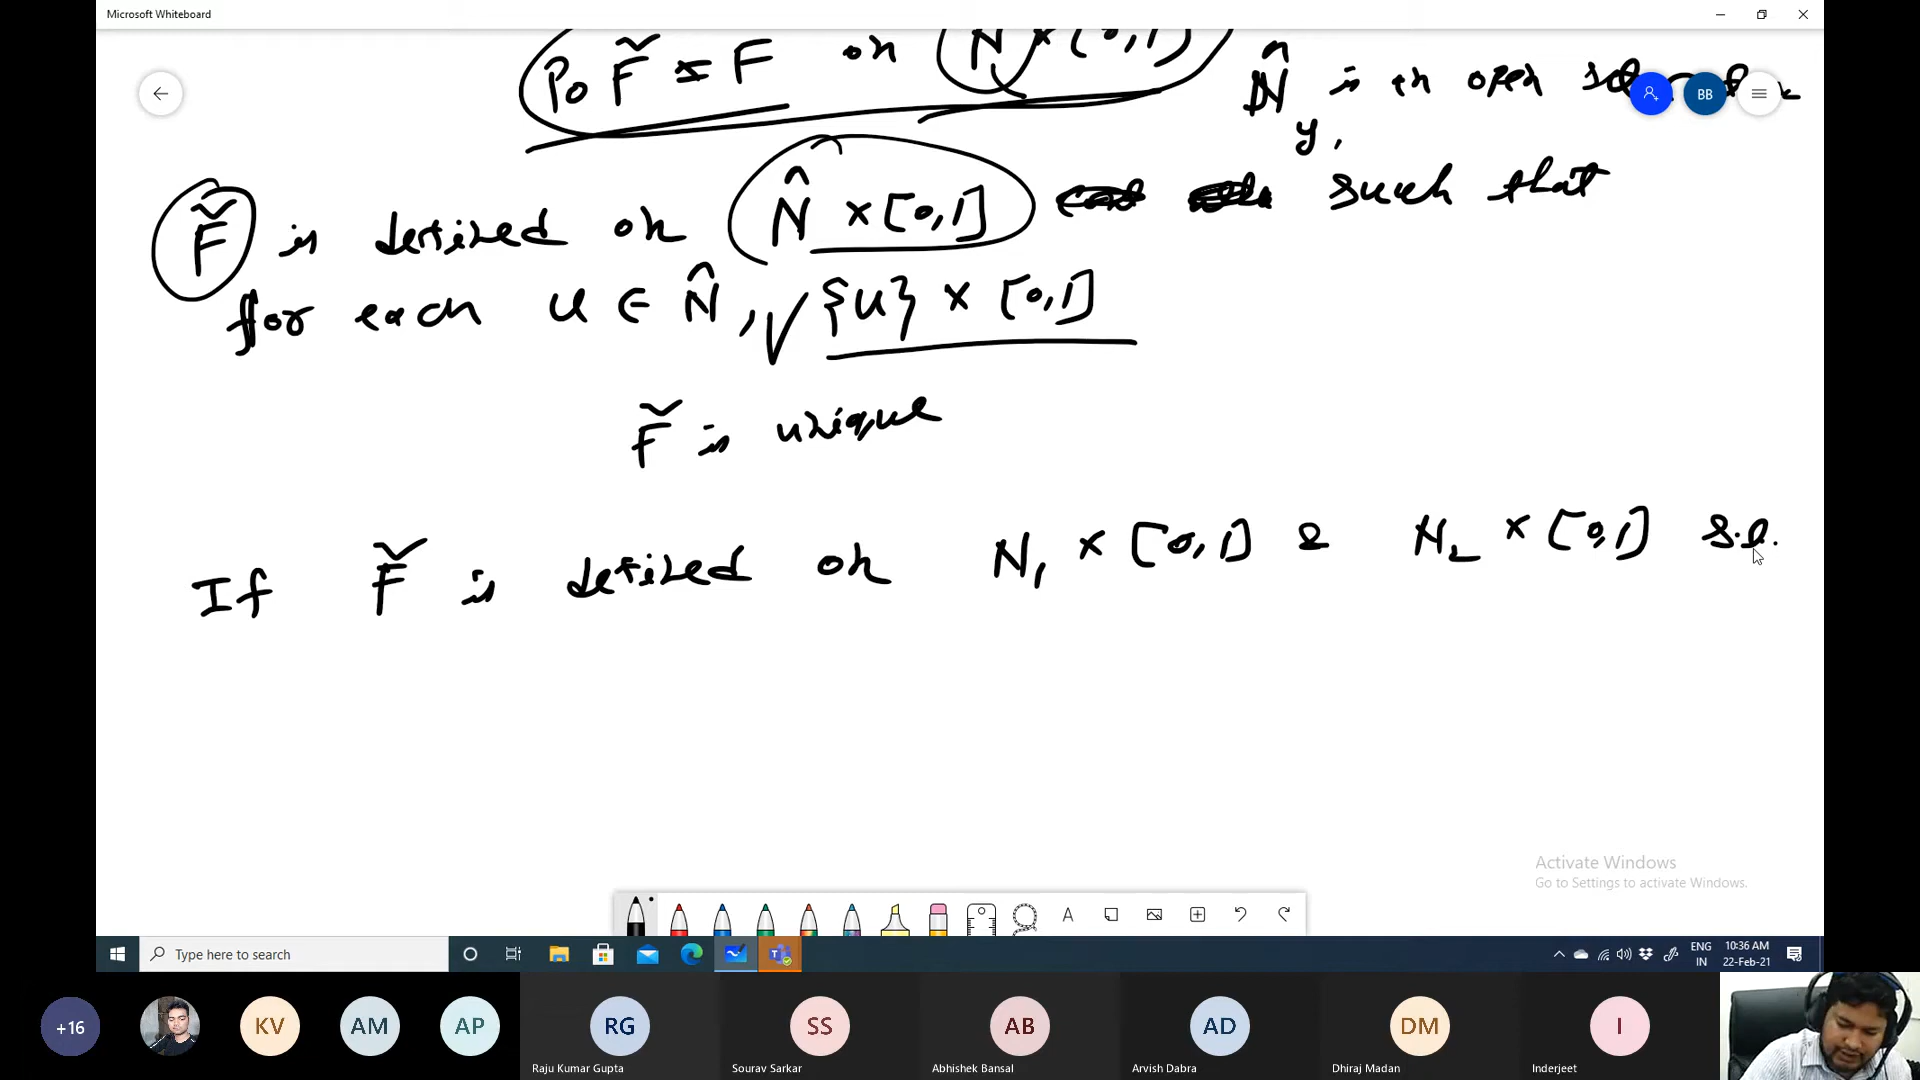 Microsoft Whiteboard
Po F̃ = F on N × [0,1]
N̂ is an open set
y,
F̃ is defined on N̂ × [0,1] such that
for each u ∈ N̂, {u} × [0,1]
F̃ is unique
If F̃ is defined on N₁ × [0,1] & N₂ × [0,1] s.t.
BB
Activate Windows
Go to Settings to activate Windows.
A
Type here to search
ENG
IN
10:36 AM
22-Feb-21
+16
KV
AM
AP
RG
SS
AB
AD
DM
I
Raju Kumar Gupta
Sourav Sarkar
Abhishek Bansal
Arvish Dabra
Dhiraj Madan
Inderjeet